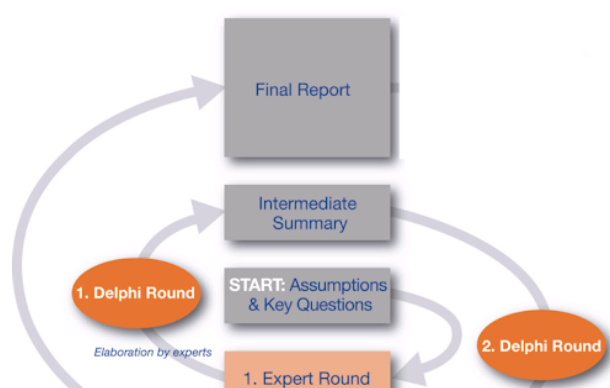 Final Report
Intermediate
Summary
1. Delphi Round
START: Assumptions
& Key Questions
2. Delphi Round
Elaboration by experts
1. Expert Round